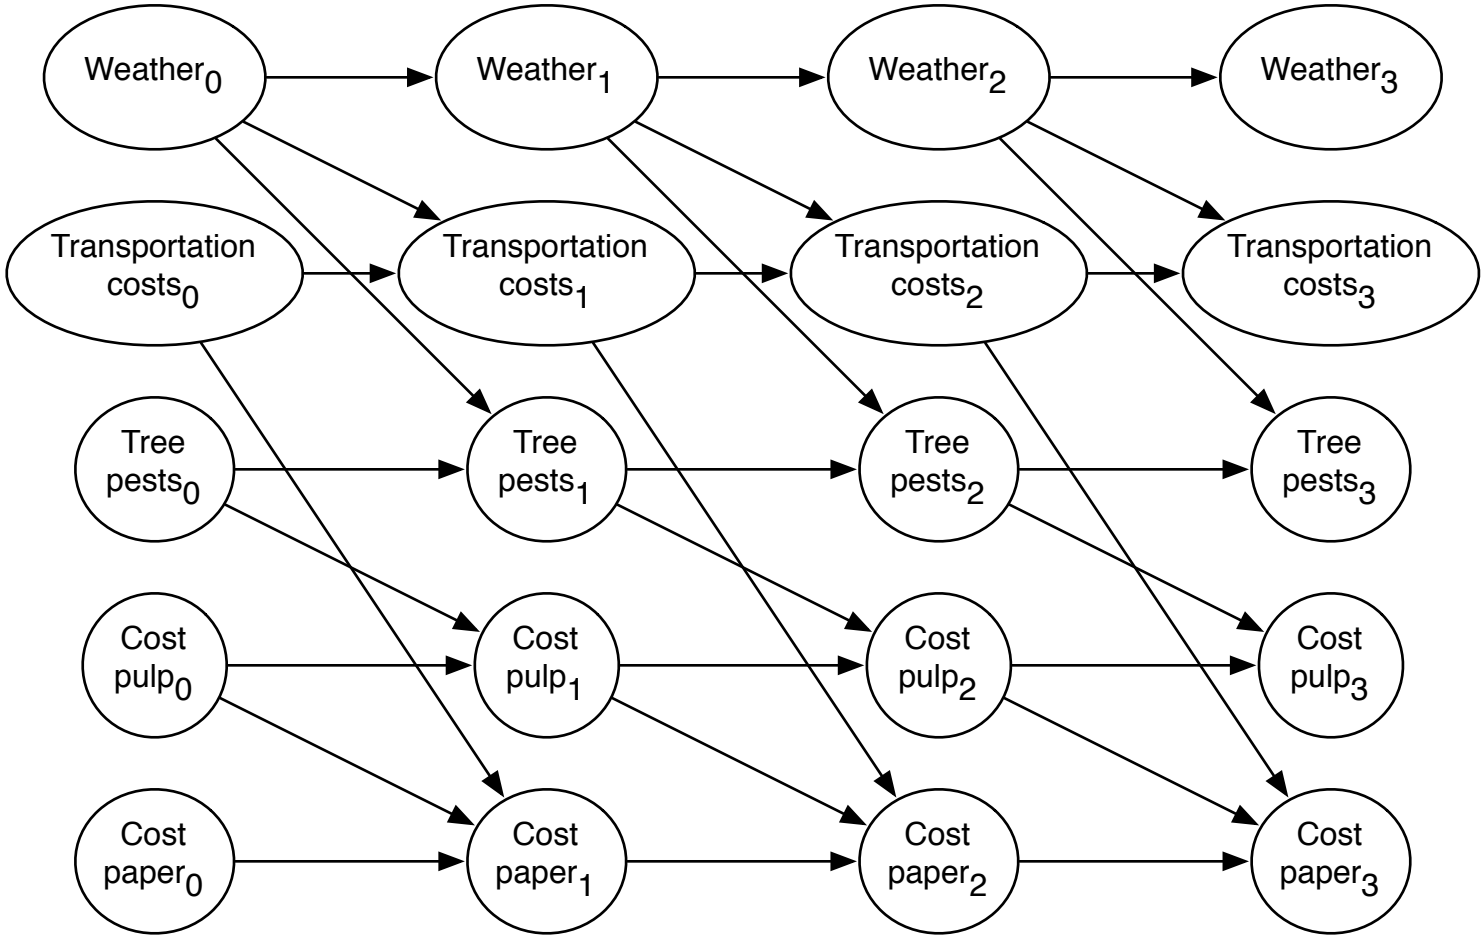 Weather0
Weather1
Weather2
Weather3
Transportation
costs0
Transportation
costs1
Transportation
costs2
Transportation
costs3
Tree
pests0
Tree
pests1
Tree
pests2
Tree
pests3
Cost
pulp0
Cost
pulp1
Cost
pulp2
Cost
pulp3
Cost
paper0
Cost
paper1
Cost
paper2
Cost
paper3